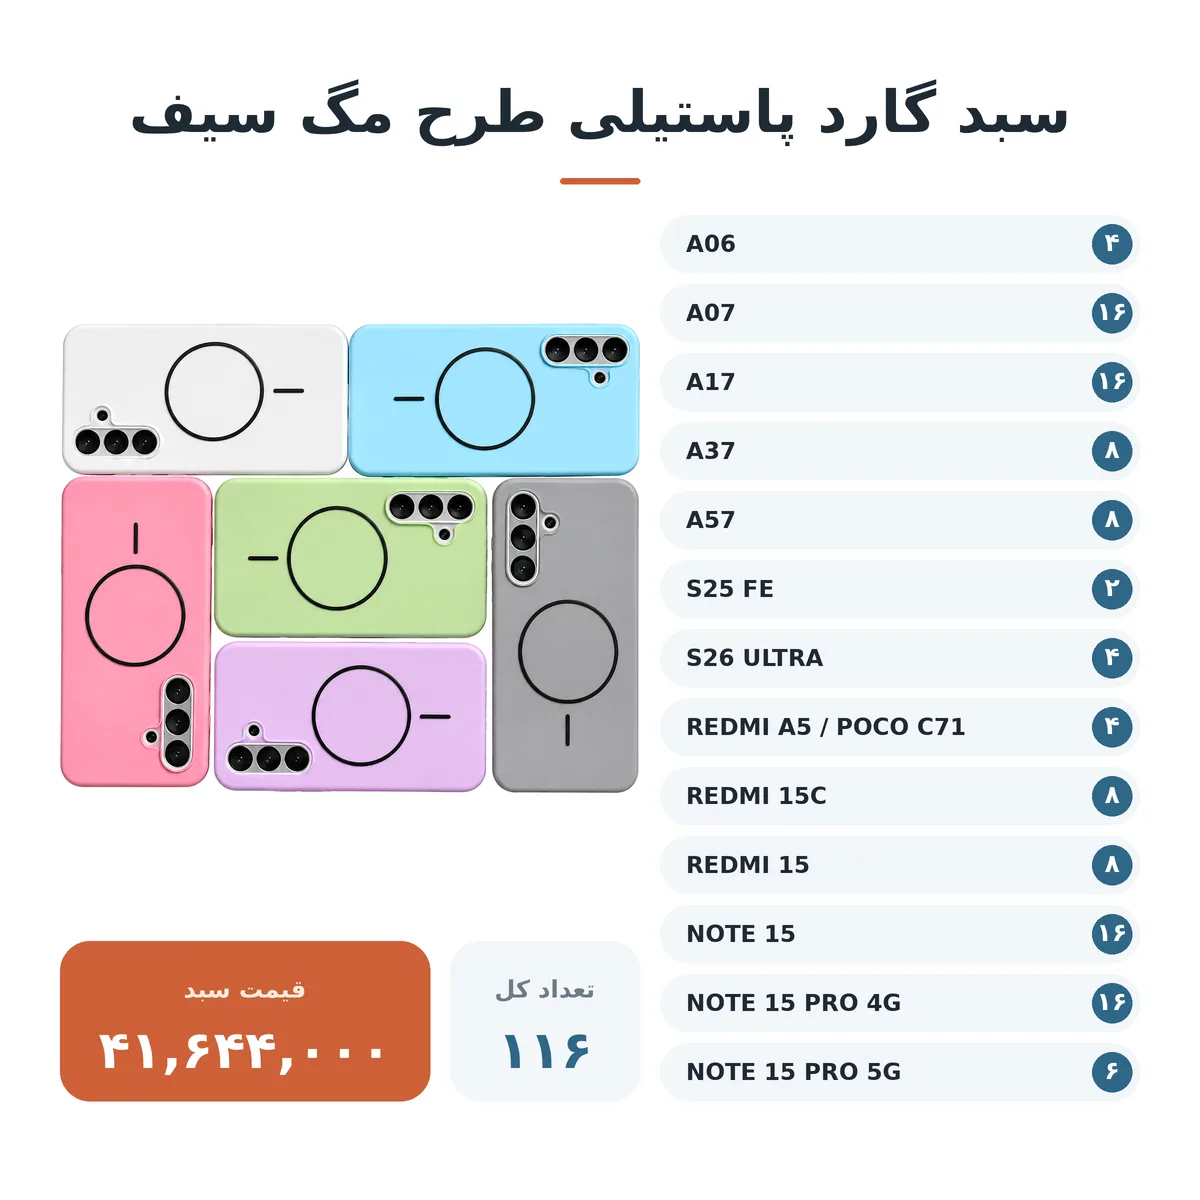 سبد گارد پاستیلی طرح مگ سیف
A06 ۴
A07 ۱۶
A17 ۱۶
A37 ۸
A57 ۸
S25 FE ۲
S26 ULTRA ۴
REDMI A5 / POCO C71 ۴
REDMI 15C ۸
REDMI 15 ۸
NOTE 15 ۱۶
NOTE 15 PRO 4G ۱۶
NOTE 15 PRO 5G ۶
تعداد کل
۱۱۶
قیمت سبد
۴۱,۶۴۴,۰۰۰